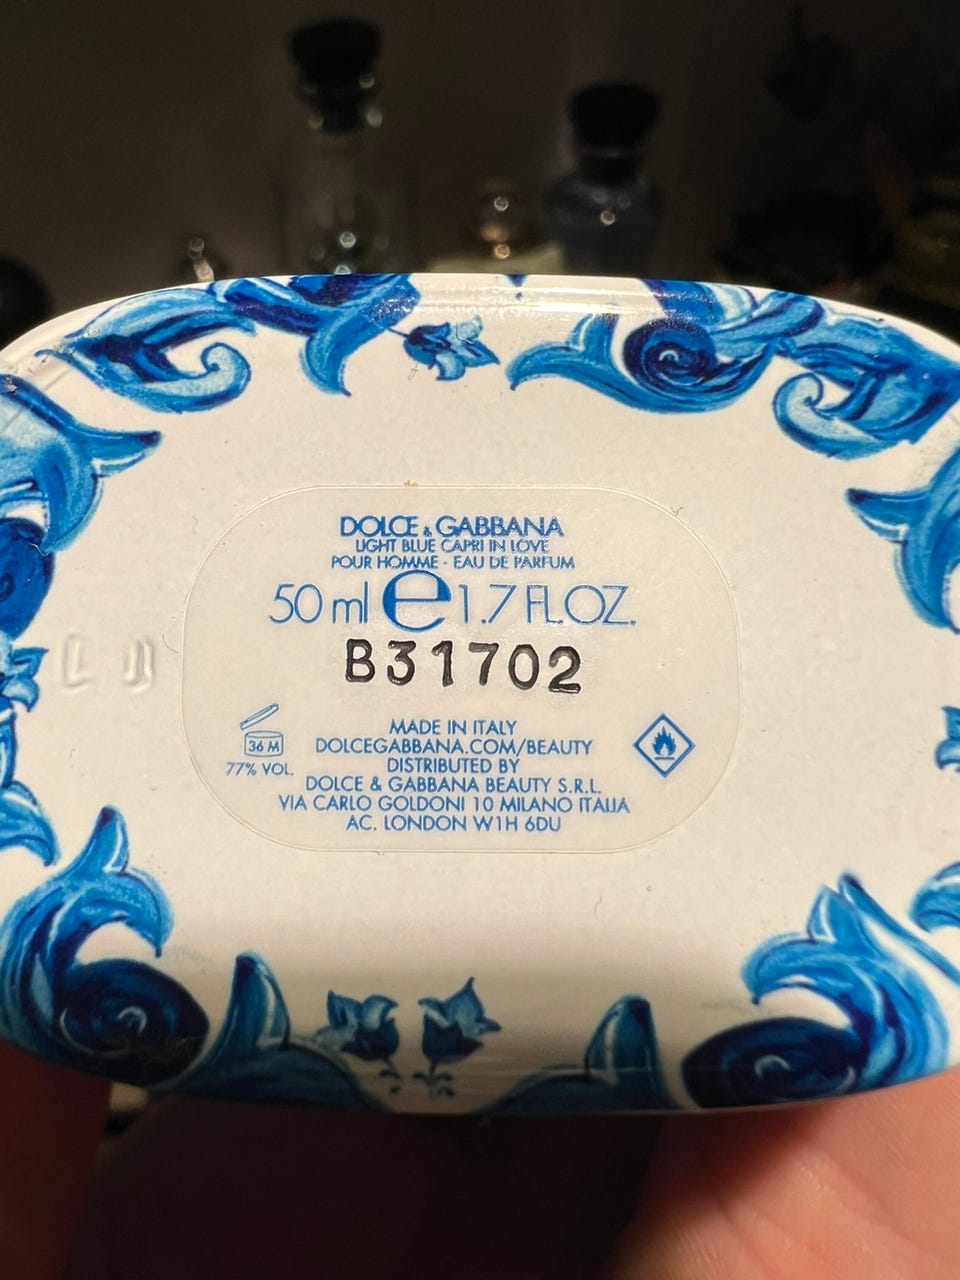 DOLCE & GABBANA
LIGHT BLUE CAPRI IN LOVE
POUR HOMME - EAU DE PARFUM
50 ml e 1.7 FL.OZ.
B31702
36 M
77% VOL.
MADE IN ITALY
DOLCEGABBANA.COM/BEAUTY
DISTRIBUTED BY
DOLCE & GABBANA BEAUTY S.R.L.
VIA CARLO GOLDONI 10 MILANO ITALIA
AC. LONDON W1H 6DU